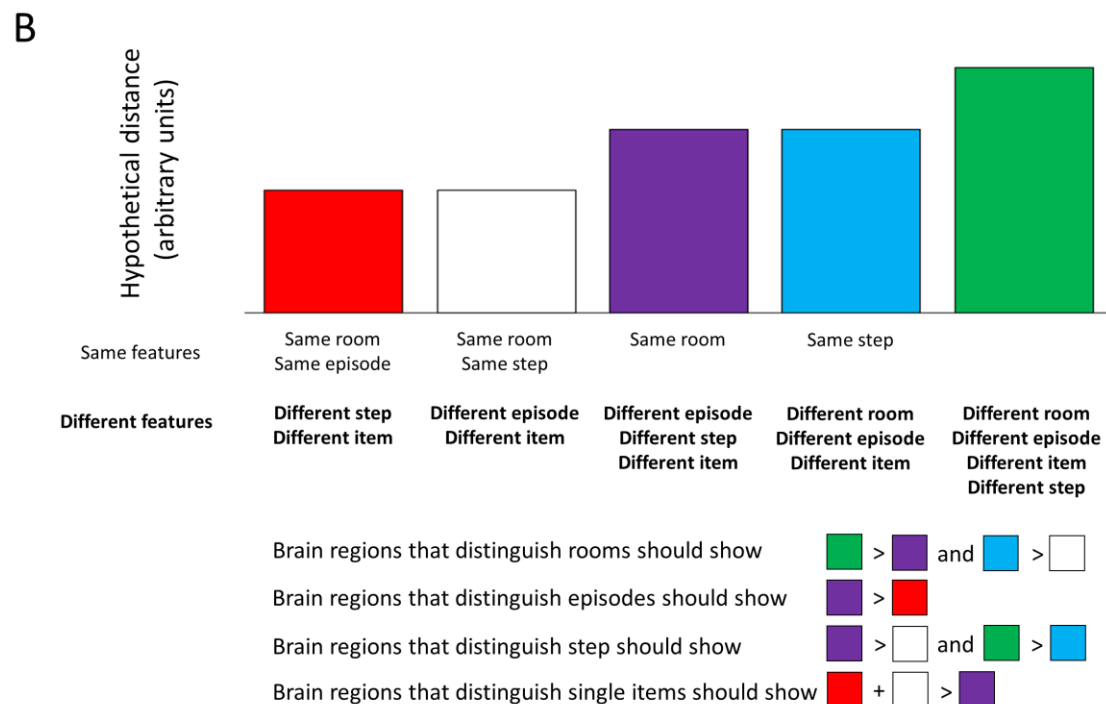 B
Hypothetical distance
(arbitrary units)
Same features
Same room
Same episode
Same room
Same step
Same room
Same step
Different features
Different step
Different item
Different episode
Different item
Different episode
Different step
Different item
Different room
Different episode
Different item
Different room
Different episode
Different item
Different step
Brain regions that distinguish rooms should show > and >
Brain regions that distinguish episodes should show >
Brain regions that distinguish step should show > and >
Brain regions that distinguish single items should show + >